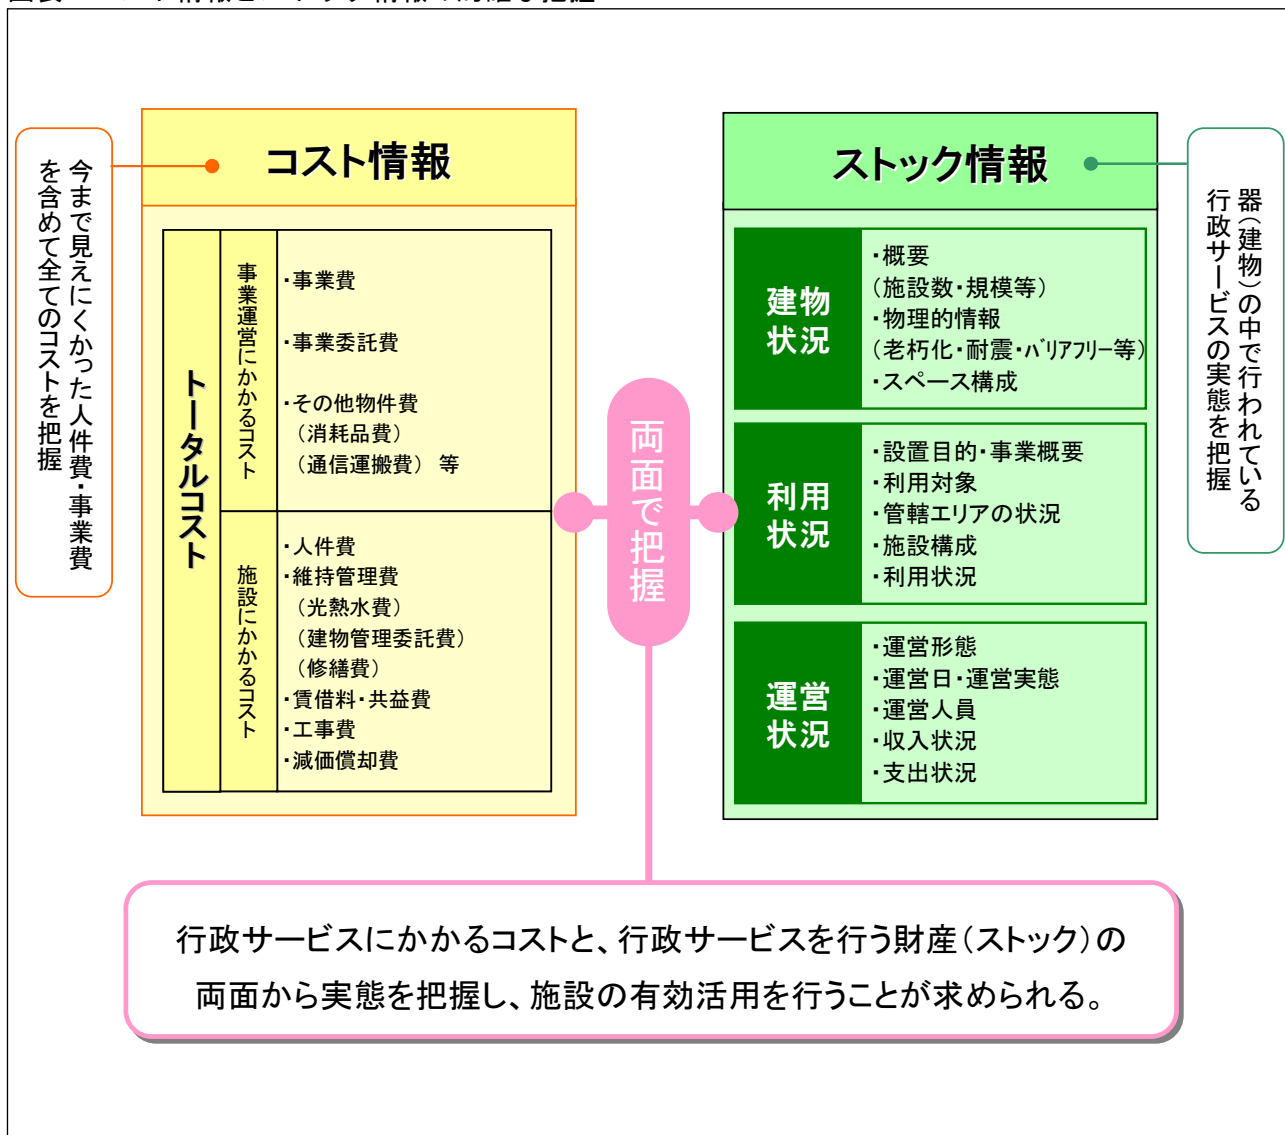 コスト情報
今まで見えにくかった人件費・事業費
を含めて全てのコストを把握
トータルコスト
事業運営にかかるコスト
・事業費
・事業委託費
・その他物件費
（消耗品費）
（通信運搬費） 等
施設にかかるコスト
・人件費
・維持管理費
（光熱水費）
（建物管理委託費）
（修繕費）
・賃借料・共益費
・工事費
・減価償却費
両面で把握
ストック情報
器（建物）の中で行われている
行政サービスの実態を把握
建物
状況
・概要
（施設数・規模等）
・物理的情報
（老朽化・耐震・ﾊﾞﾘｱﾌﾘｰ等）
・スペース構成
利用
状況
・設置目的・事業概要
・利用対象
・管轄エリアの状況
・施設構成
・利用状況
運営
状況
・運営形態
・運営日・運営実態
・運営人員
・収入状況
・支出状況
行政サービスにかかるコストと、行政サービスを行う財産（ストック）の
両面から実態を把握し、施設の有効活用を行うことが求められる。